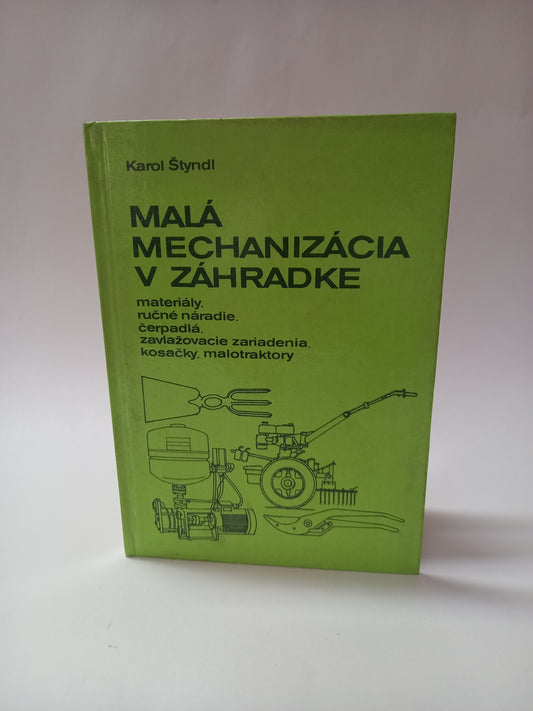 Karol Štyndl
MALÁ
MECHANIZÁCIA
V ZÁHRADKE
materiály,
ručné náradie,
čerpadlá,
zavlažovacie zariadenia,
kosačky, malotraktory